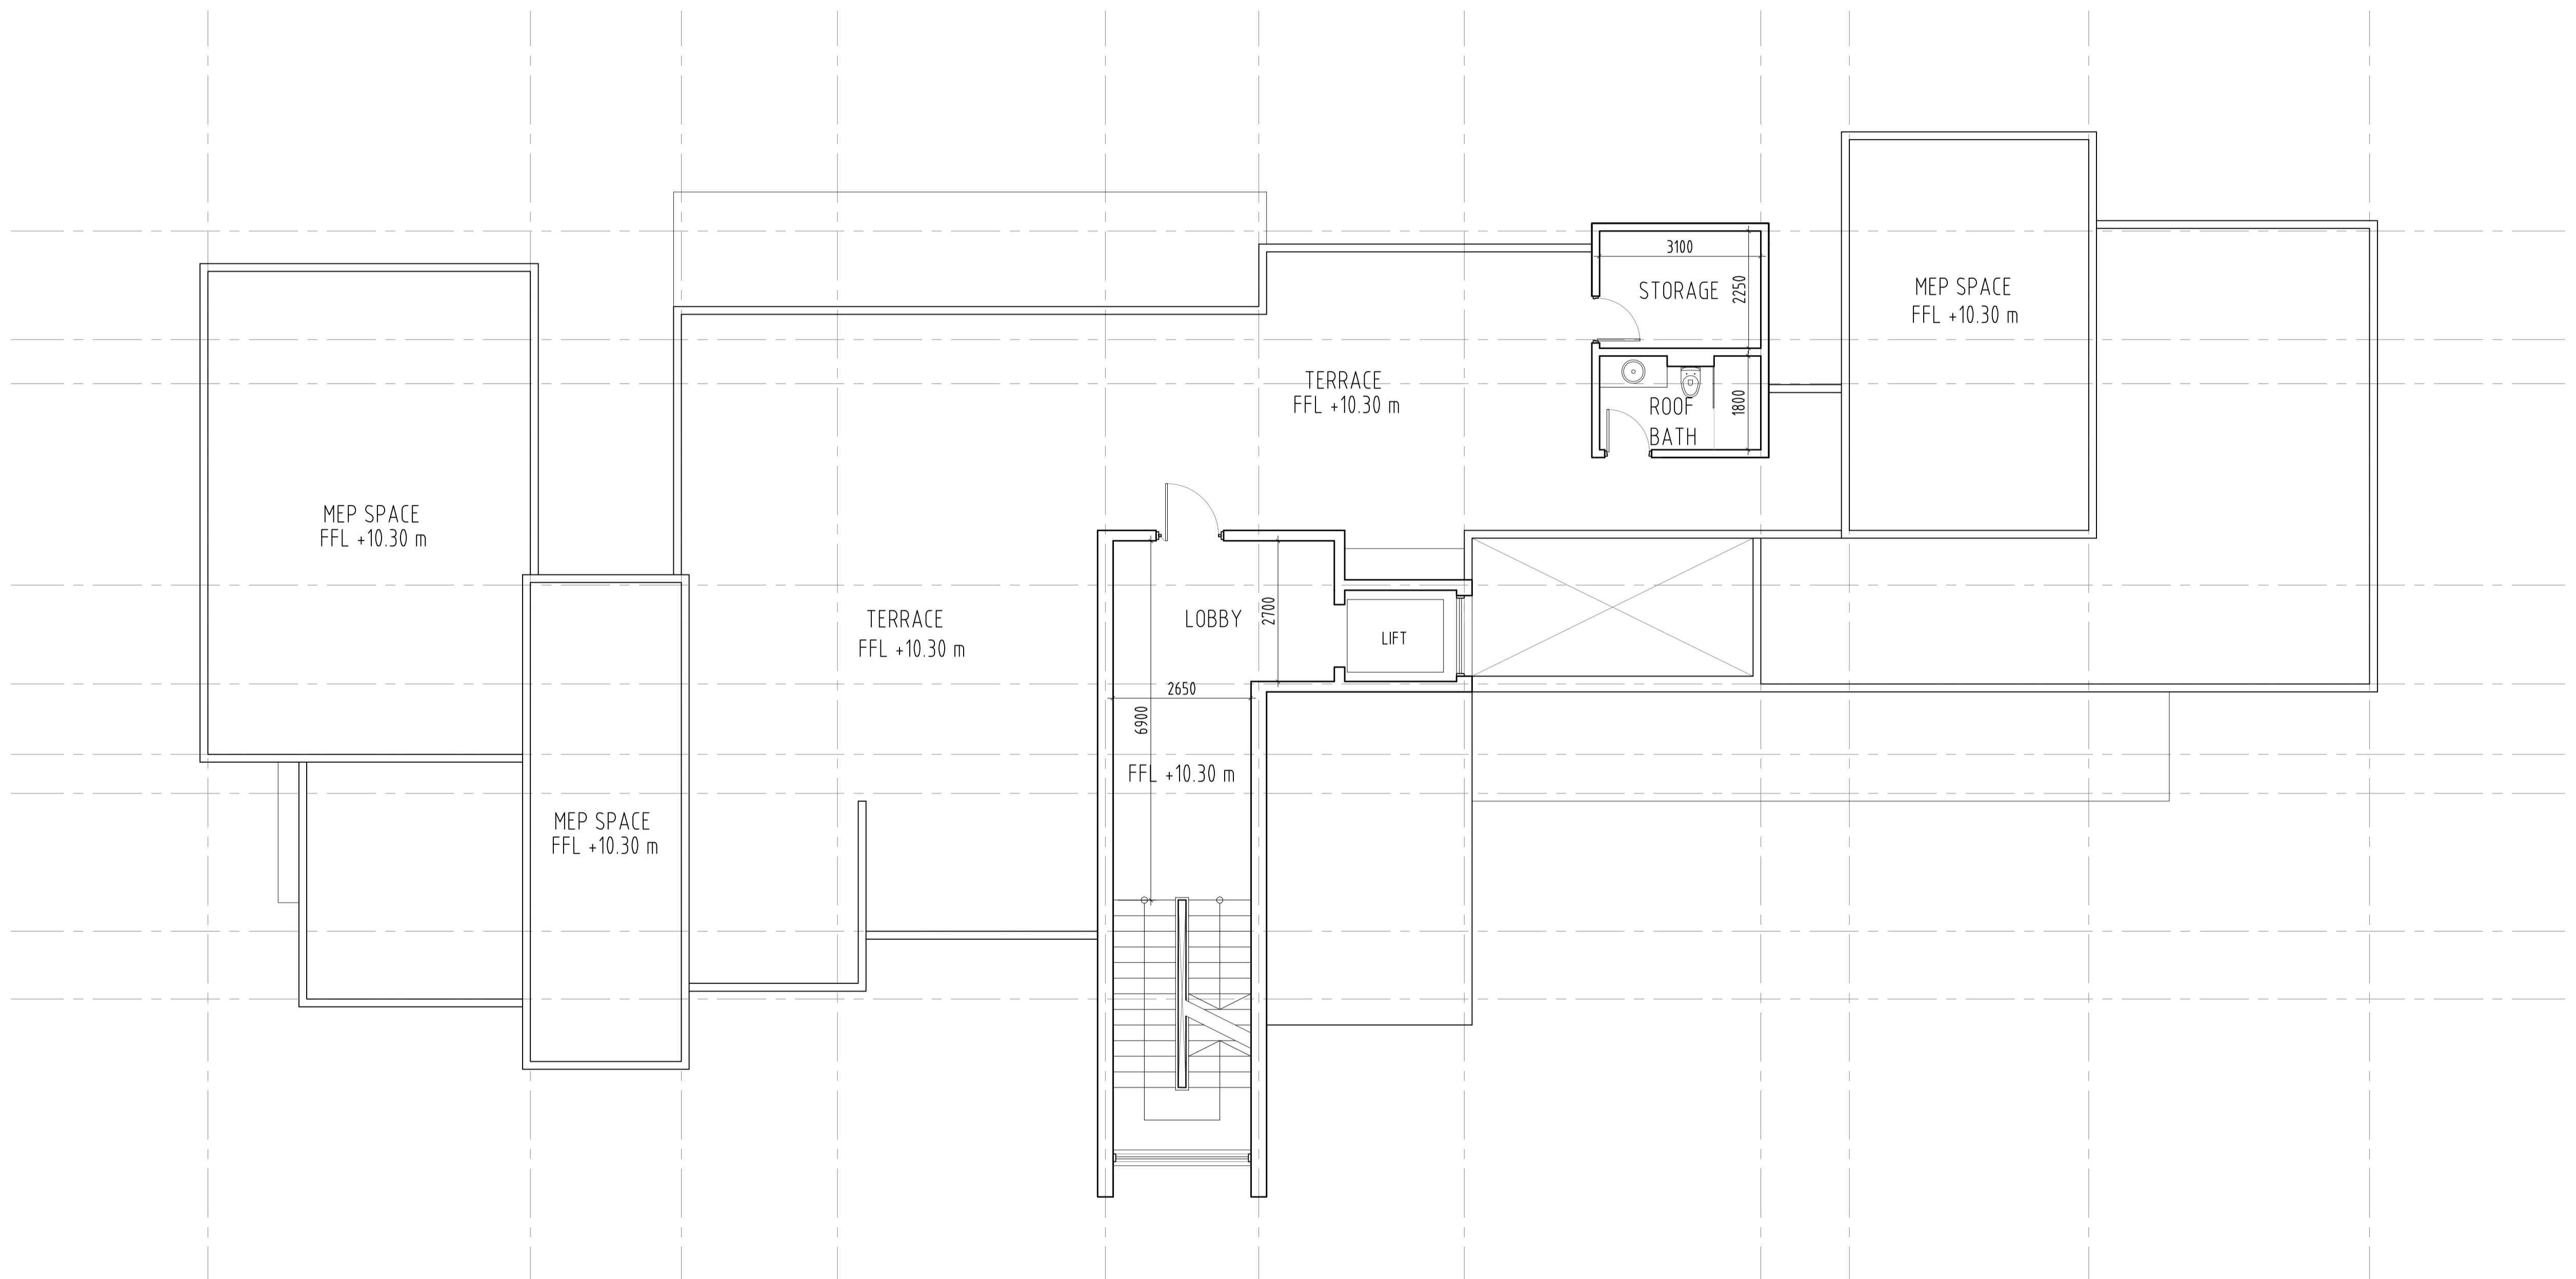 3100
STORAGE
2250
MEP SPACE
FFL +10.30 m
TERRACE
FFL +10.30 m
ROOF
BATH
1800
MEP SPACE
FFL +10.30 m
TERRACE
FFL +10.30 m
LOBBY
2700
LIFT
2650
6900
FFL +10.30 m
MEP SPACE
FFL +10.30 m